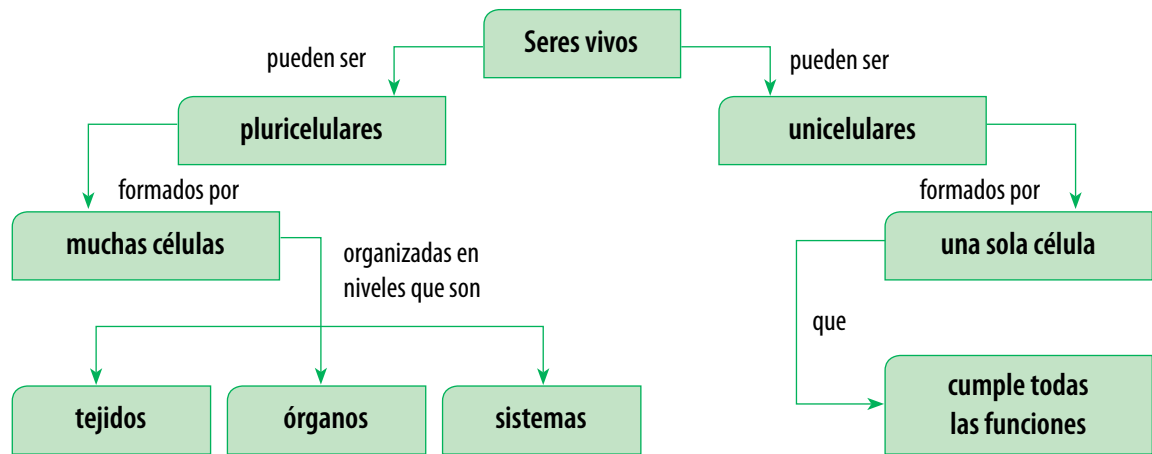 Seres vivos
pueden ser
pueden ser
pluricelulares
unicelulares
formados por
formados por
muchas células
una sola célula
organizadas en
niveles que son
que
tejidos
órganos
sistemas
cumple todas
las funciones